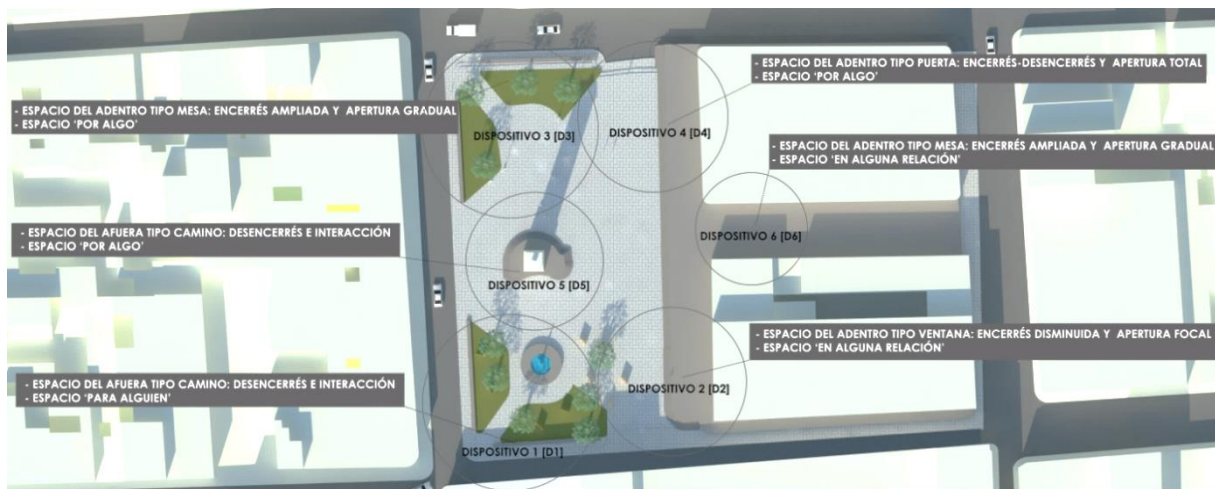 - ESPACIO DEL ADENTRO TIPO PUERTA: ENCERRÉS-DESENCERRÉS Y APERTURA TOTAL
- ESPACIO 'POR ALGO'
- ESPACIO DEL ADENTRO TIPO MESA: ENCERRÉS AMPLIADA Y APERTURA GRADUAL
- ESPACIO 'POR ALGO'
DISPOSITIVO 3 [D3]
DISPOSITIVO 4 [D4]
- ESPACIO DEL ADENTRO TIPO MESA: ENCERRÉS AMPLIADA Y APERTURA GRADUAL
- ESPACIO 'EN ALGUNA RELACIÓN'
- ESPACIO DEL AFUERA TIPO CAMINO: DESENCERRÉS E INTERACCIÓN
- ESPACIO 'POR ALGO'
DISPOSITIVO 6 [D6]
DISPOSITIVO 5 [D5]
- ESPACIO DEL ADENTRO TIPO VENTANA: ENCERRÉS DISMINUIDA Y APERTURA FOCAL
- ESPACIO 'EN ALGUNA RELACIÓN'
- ESPACIO DEL AFUERA TIPO CAMINO: DESENCERRÉS E INTERACCIÓN
- ESPACIO 'PARA ALGUIEN'
DISPOSITIVO 2 [D2]
DISPOSITIVO 1 [D1]